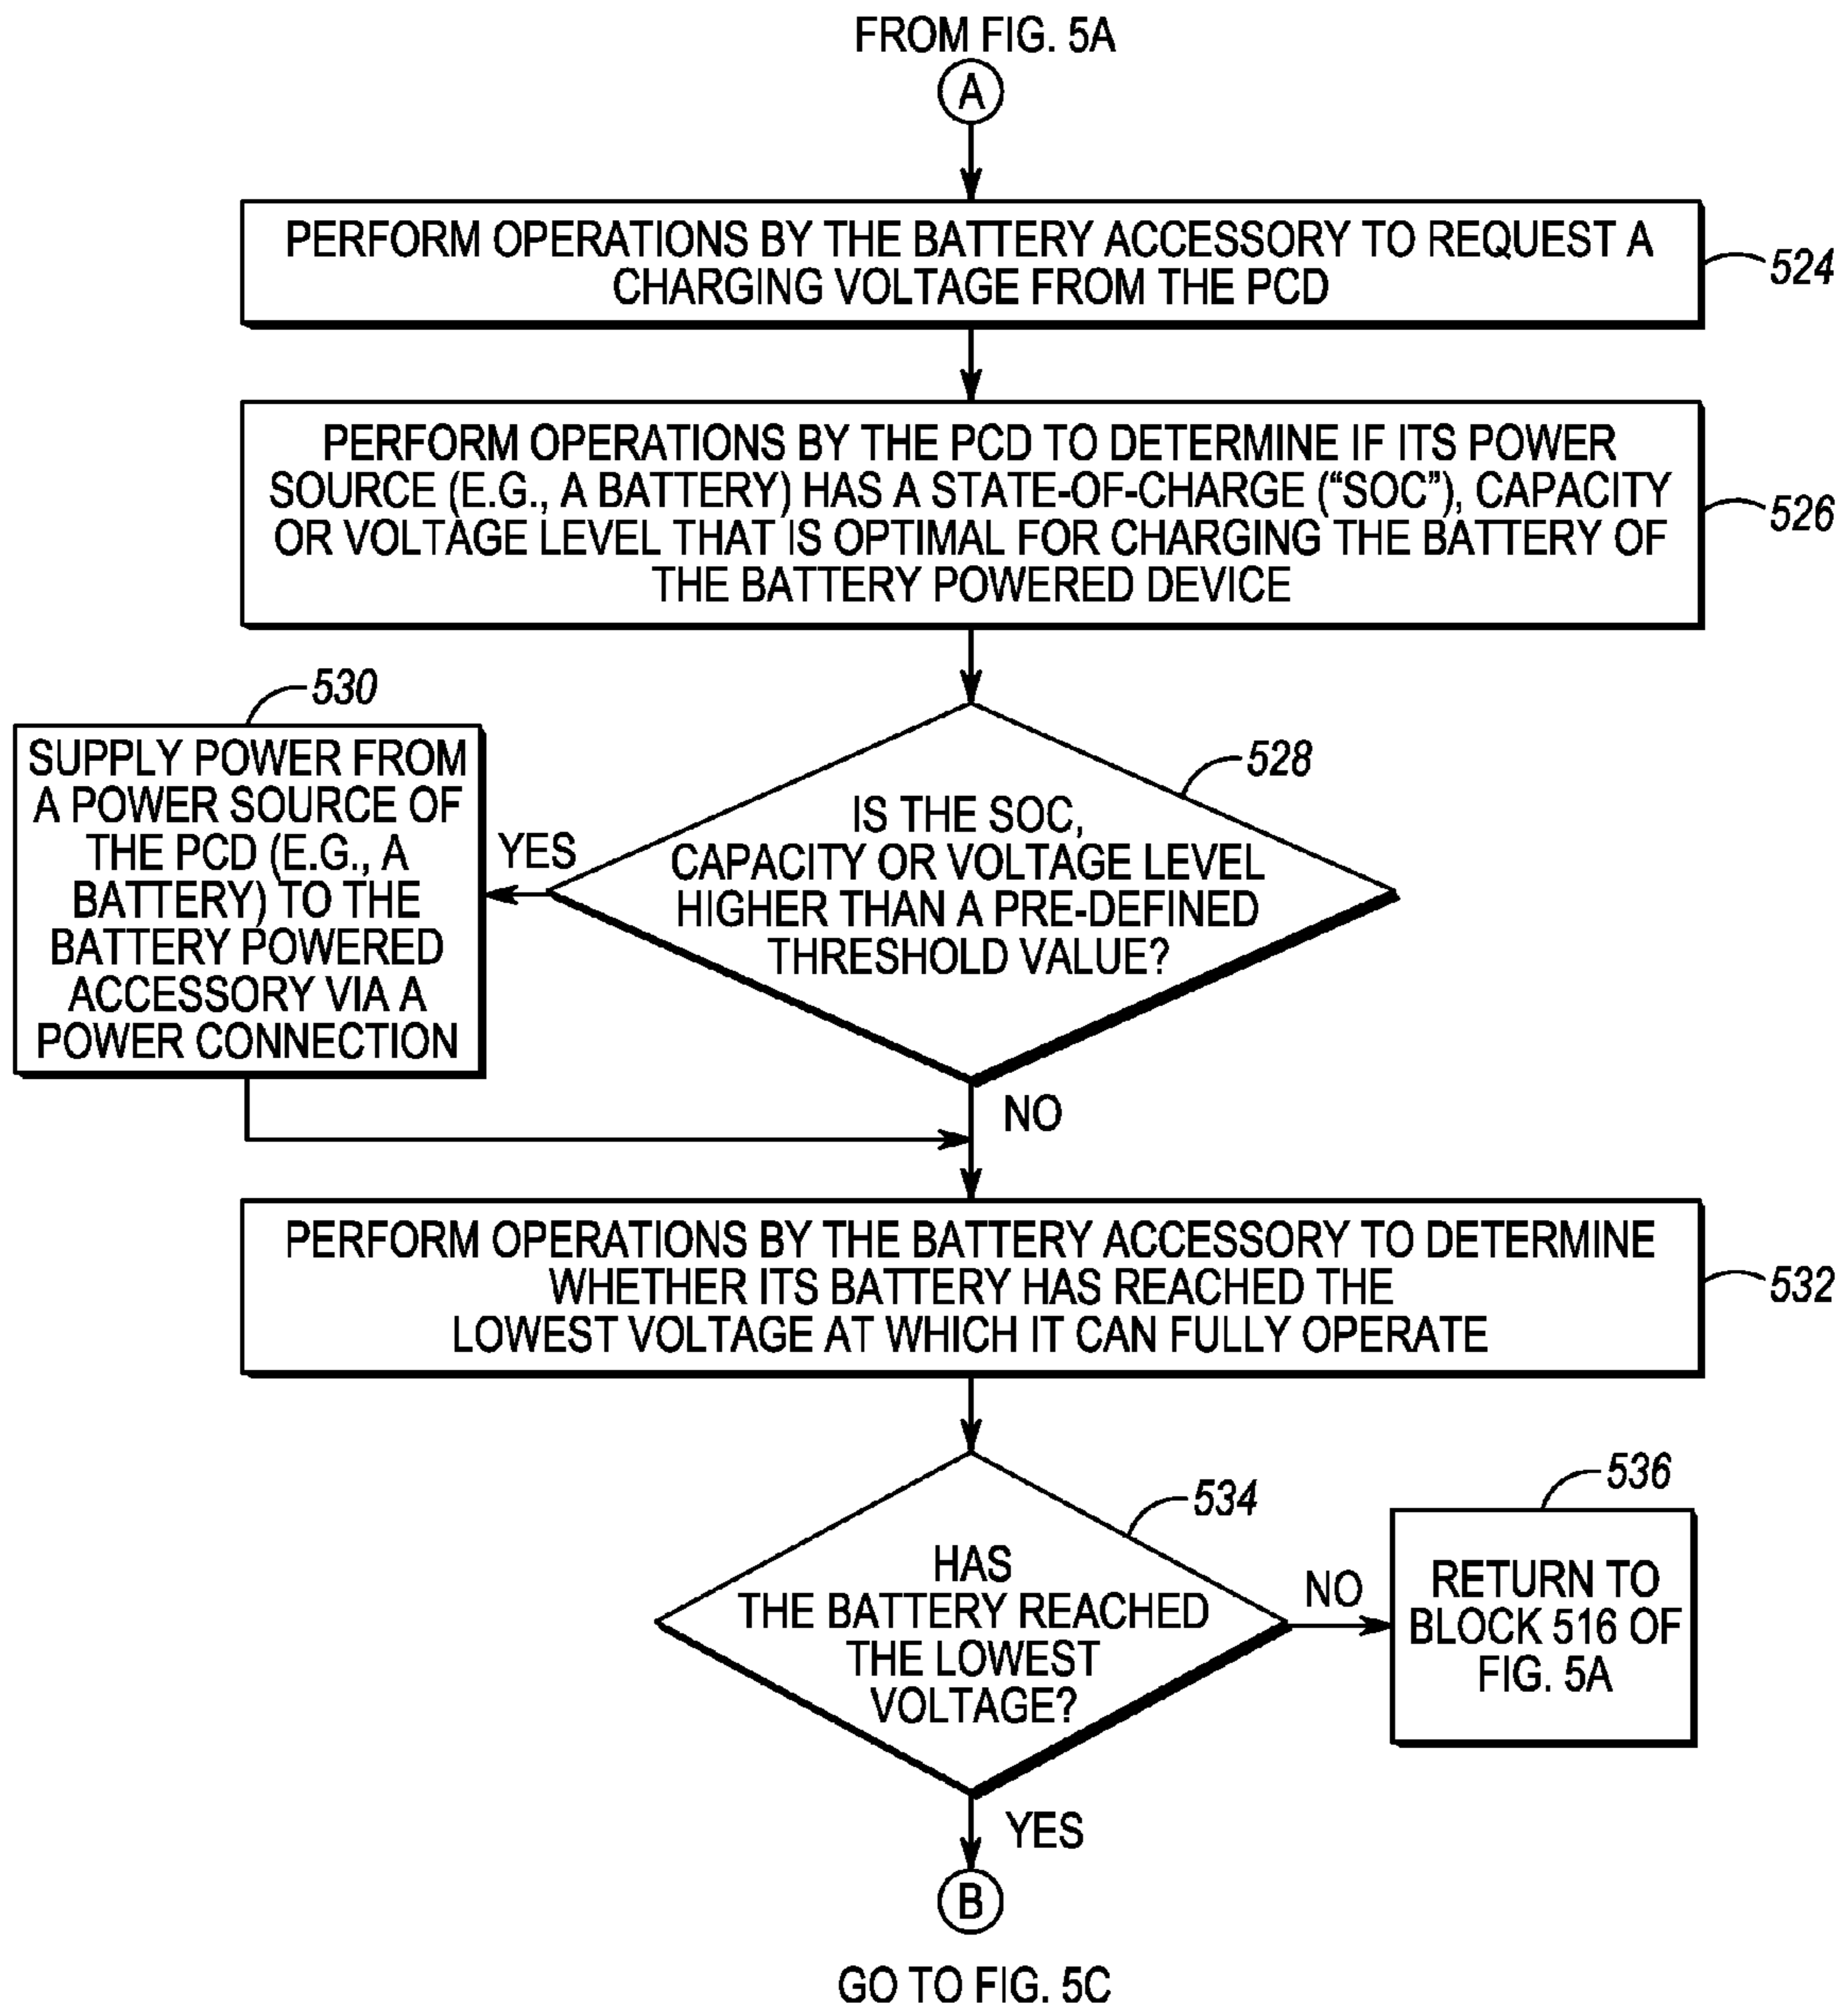 FROM FIG. 5A
A
PERFORM OPERATIONS BY THE BATTERY ACCESSORY TO REQUEST A
CHARGING VOLTAGE FROM THE PCD
524
PERFORM OPERATIONS BY THE PCD TO DETERMINE IF ITS POWER
SOURCE (E.G., A BATTERY) HAS A STATE-OF-CHARGE (“SOC”), CAPACITY
OR VOLTAGE LEVEL THAT IS OPTIMAL FOR CHARGING THE BATTERY OF
THE BATTERY POWERED DEVICE
526
530
SUPPLY POWER FROM
A POWER SOURCE OF
THE PCD (E.G., A
BATTERY) TO THE
BATTERY POWERED
ACCESSORY VIA A
POWER CONNECTION
YES
528
IS THE SOC,
CAPACITY OR VOLTAGE LEVEL
HIGHER THAN A PRE-DEFINED
THRESHOLD VALUE?
NO
PERFORM OPERATIONS BY THE BATTERY ACCESSORY TO DETERMINE
WHETHER ITS BATTERY HAS REACHED THE
LOWEST VOLTAGE AT WHICH IT CAN FULLY OPERATE
532
534
HAS
THE BATTERY REACHED
THE LOWEST
VOLTAGE?
NO
536
RETURN TO
BLOCK 516 OF
FIG. 5A
YES
B
GO TO FIG. 5C